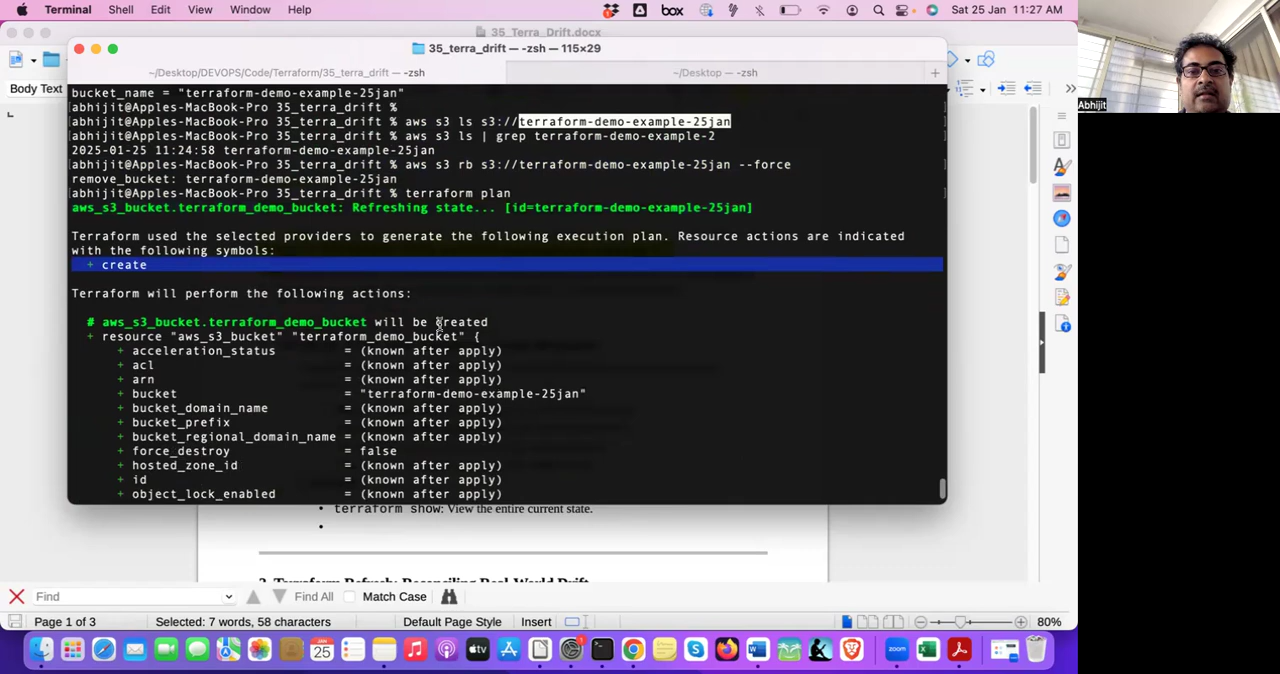 Terminal Shell Edit View Window Help
box
Sat 25 Jan 11:27 AM
35_Terra_Drift.docx
35_terra_drift — -zsh — 115×29
~/Desktop/DEVOPS/Code/Terraform/35_terra_drift — -zsh
~/Desktop — -zsh
Body Text
bucket_name = "terraform-demo-example-25jan"
abhijit@Apples-MacBook-Pro 35_terra_drift %
abhijit@Apples-MacBook-Pro 35_terra_drift % aws s3 ls s3://terraform-demo-example-25jan
abhijit@Apples-MacBook-Pro 35_terra_drift % aws s3 ls | grep terraform-demo-example-2
2025-01-25 11:24:58 terraform-demo-example-25jan
abhijit@Apples-MacBook-Pro 35_terra_drift % aws s3 rb s3://terraform-demo-example-25jan --force
remove_bucket: terraform-demo-example-25jan
abhijit@Apples-MacBook-Pro 35_terra_drift % terraform plan
aws_s3_bucket.terraform_demo_bucket: Refreshing state... [id=terraform-demo-example-25jan]
Terraform used the selected providers to generate the following execution plan. Resource actions are indicated
with the following symbols:
+ create
Terraform will perform the following actions:
# aws_s3_bucket.terraform_demo_bucket will be created
+ resource "aws_s3_bucket" "terraform_demo_bucket" {
+ acceleration_status = (known after apply)
+ acl = (known after apply)
+ arn = (known after apply)
+ bucket = "terraform-demo-example-25jan"
+ bucket_domain_name = (known after apply)
+ bucket_prefix = (known after apply)
+ bucket_regional_domain_name = (known after apply)
+ force_destroy = false
+ hosted_zone_id = (known after apply)
+ id = (known after apply)
+ object_lock_enabled = (known after apply)
• terraform show: View the entire current state.
•
2. Terraform Refresh: Reconciling Real-World Drift
Find
Find All
Match Case
Page 1 of 3
Selected: 7 words, 58 characters
Default Page Style
Insert
80%
25
tv
zoom
Abhijit